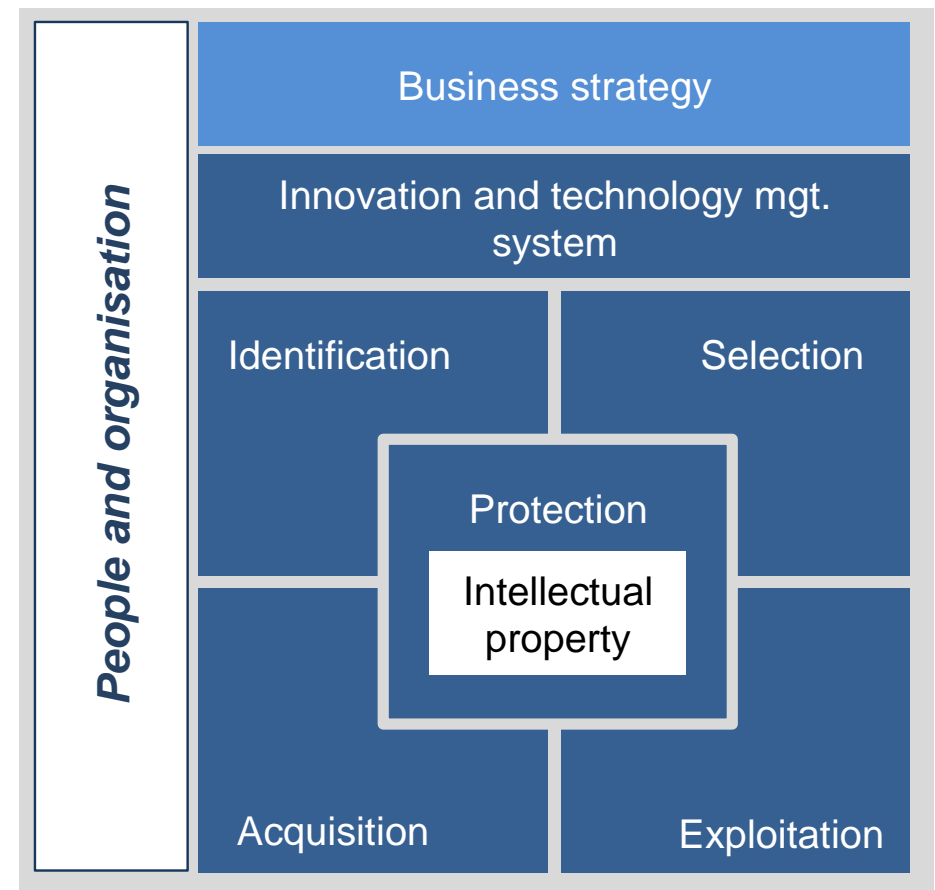 People and organisation
Business strategy
Innovation and technology mgt.
system
Identification
Selection
Protection
Intellectual
property
Acquisition
Exploitation